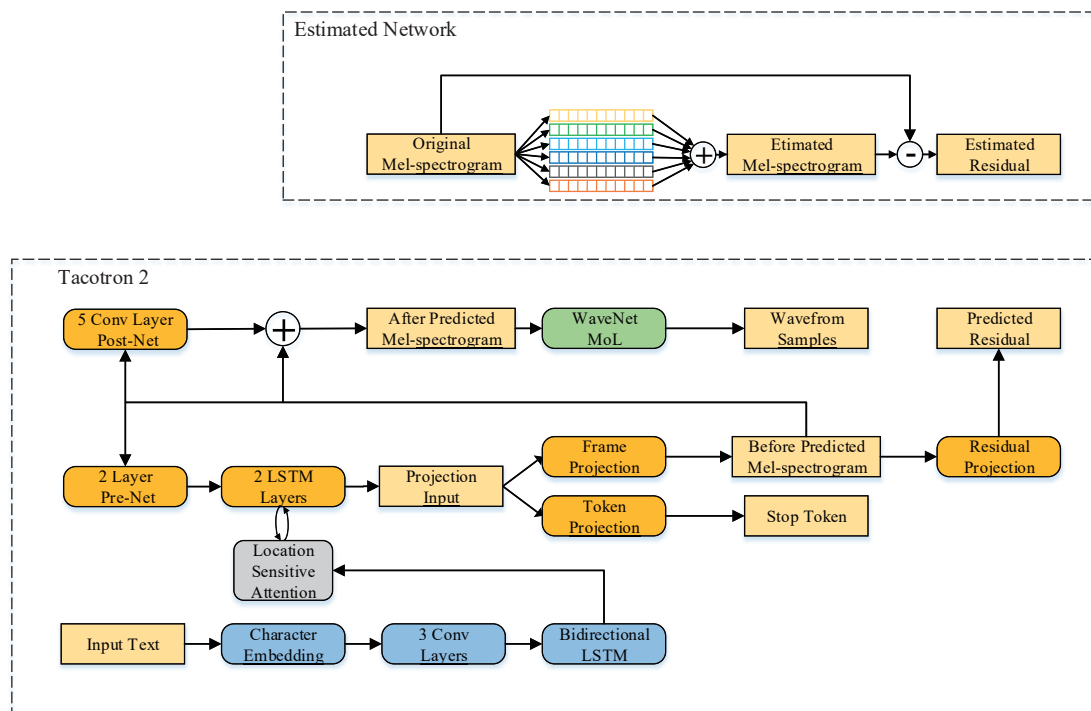 Estimated Network
Original
Mel-spectrogram
+
Etimated
Mel-spectrogram
-
Estimated
Residual
Tacotron 2
5 Conv Layer
Post-Net
+
After Predicted
Mel-spectrogram
WaveNet
MoL
Wavefrom
Samples
Predicted
Residual
2 Layer
Pre-Net
2 LSTM
Layers
Projection
Input
Frame
Projection
Before Predicted
Mel-spectrogram
Residual
Projection
Token
Projection
Stop Token
Location
Sensitive
Attention
Input Text
Character
Embedding
3 Conv
Layers
Bidirectional
LSTM